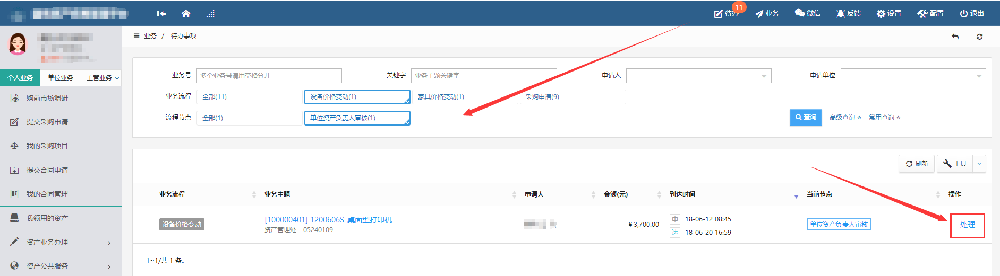 待办 11 业务 微信 反馈 设置 配置 退出
业务 / 待办事项
个人业务 单位业务 主管业务
购前市场调研
提交采购申请
我的采购项目
提交合同申请
我的合同管理
我领用的资产
资产业务办理
资产公共服务
业务号 多个业务号请用空格分开 关键字 业务主题关键字 申请人 申请单位
业务流程 全部(11) 设备价格变动(1) 家具价格变动(1) 采购申请(9)
流程节点 全部(1) 单位资产负责人审核(1) 查询 高级查询 常用查询
刷新 工具
业务流程 业务主题 申请人 金额(元) 到达时间 当前节点 操作
设备价格变动 [100000401] 1200606S-桌面型打印机 ¥3,700.00 申 18-06-12 08:45 单位资产负责人审核 处理
资产管理处 - 05240109 达 18-06-20 16:59
1~1/共 1 条。